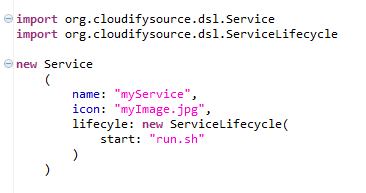 import org.cloudifysource.dsl.Service
import org.cloudifysource.dsl.ServiceLifecycle
new Service
(
name: "myService",
icon: "myImage.jpg",
lifecyle: new ServiceLifecycle(
start: "run.sh"
)
)